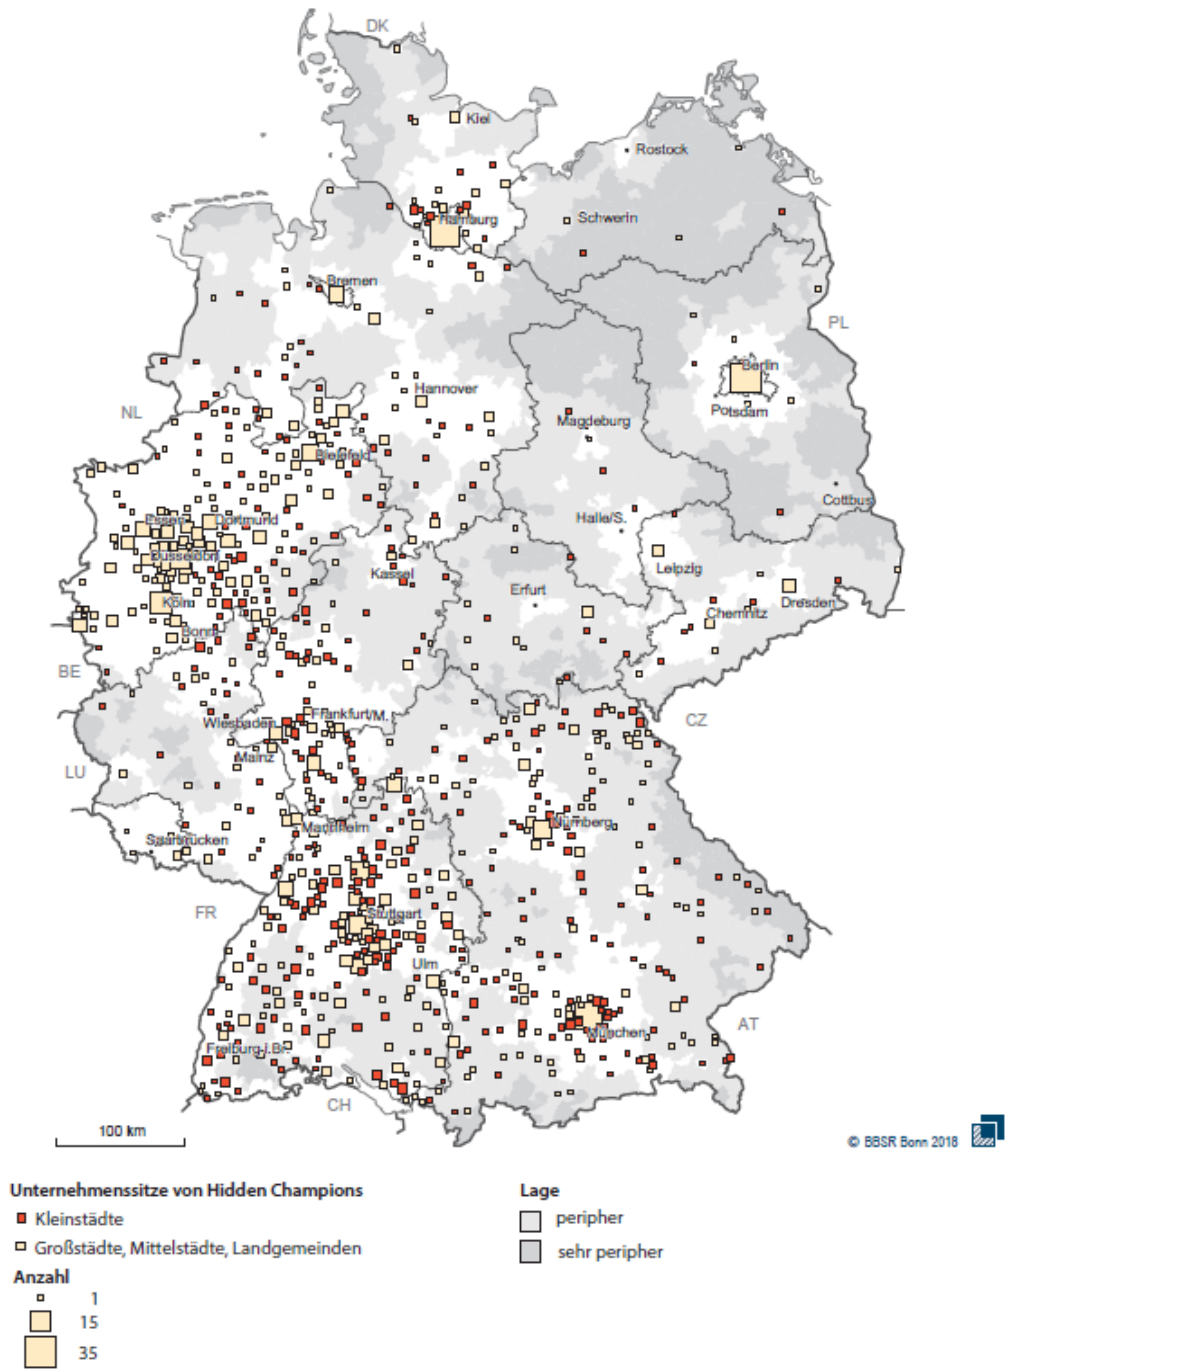 DK
Kiel
Rostock
Hamburg
Schwerin
Bremen
PL
Berlin
Hannover
NL
Potsdam
Magdeburg
Bielefeld
Cottbus
Essen
Dortmund
Halle/S.
Düsseldorf
Leipzig
Kassel
Erfurt
Köln
Dresden
Chemnitz
Bonn
BE
Frankfurt/M.
Wiesbaden
CZ
Mainz
LU
Nürnberg
Mannheim
Saarbrücken
FR
Stuttgart
Ulm
AT
München
Freiburg i.Br.
CH
100 km
© BBSR Bonn 2018
Unternehmenssitze von Hidden Champions
Kleinstädte
Großstädte, Mittelstädte, Landgemeinden
Anzahl
1
15
35
Lage
peripher
sehr peripher